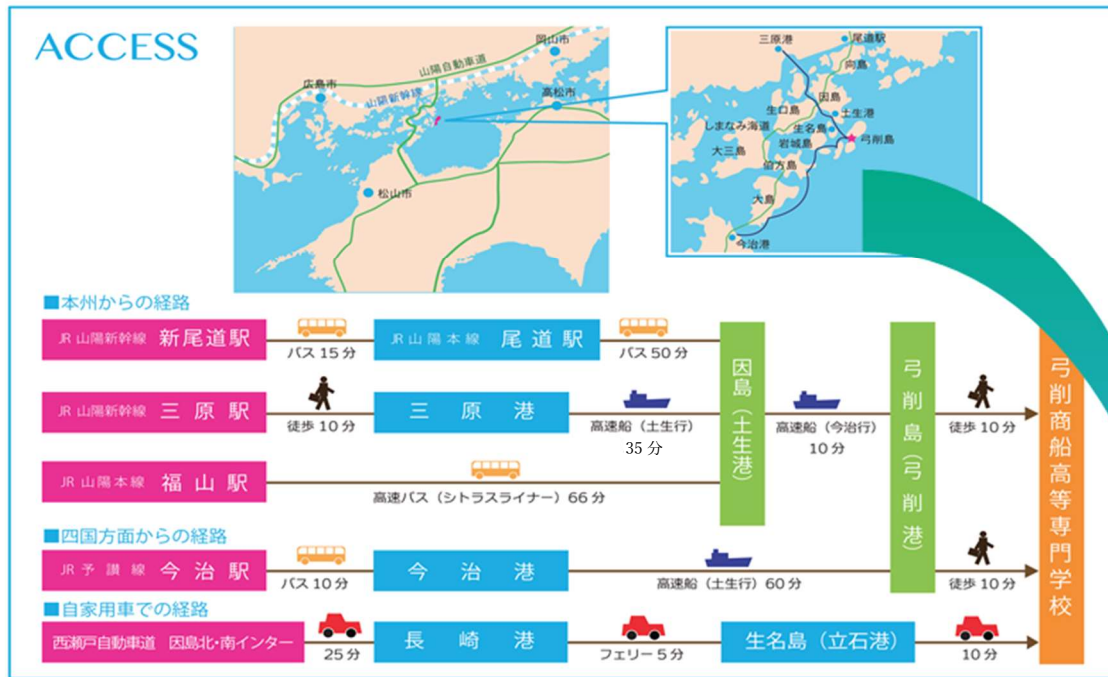 ACCESS
岡山市
山陽自動車道
広島市
山陽新幹線
高松市
松山市
三原港
尾道駅
向島
因島
生口島
土生港
しまなみ海道
生名島
弓削島
大三島
岩城島
伯方島
大島
今治港
■本州からの経路
JR山陽新幹線 新尾道駅
バス 15 分
JR山陽本線 尾道駅
バス 50 分
JR山陽新幹線 三原駅
徒歩 10 分
三原港
高速船（土生行）
35 分
因島（土生港）
高速船（今治行）
10 分
弓削島（弓削港）
徒歩 10 分
弓削商船高等専門学校
JR山陽本線 福山駅
高速バス（シトラスライナー）66 分
■四国方面からの経路
JR予讃線 今治駅
バス 10 分
今治港
高速船（土生行）60 分
徒歩 10 分
■自家用車での経路
西瀬戸自動車道 因島北・南インター
25 分
長崎港
フェリー 5 分
生名島（立石港）
10 分